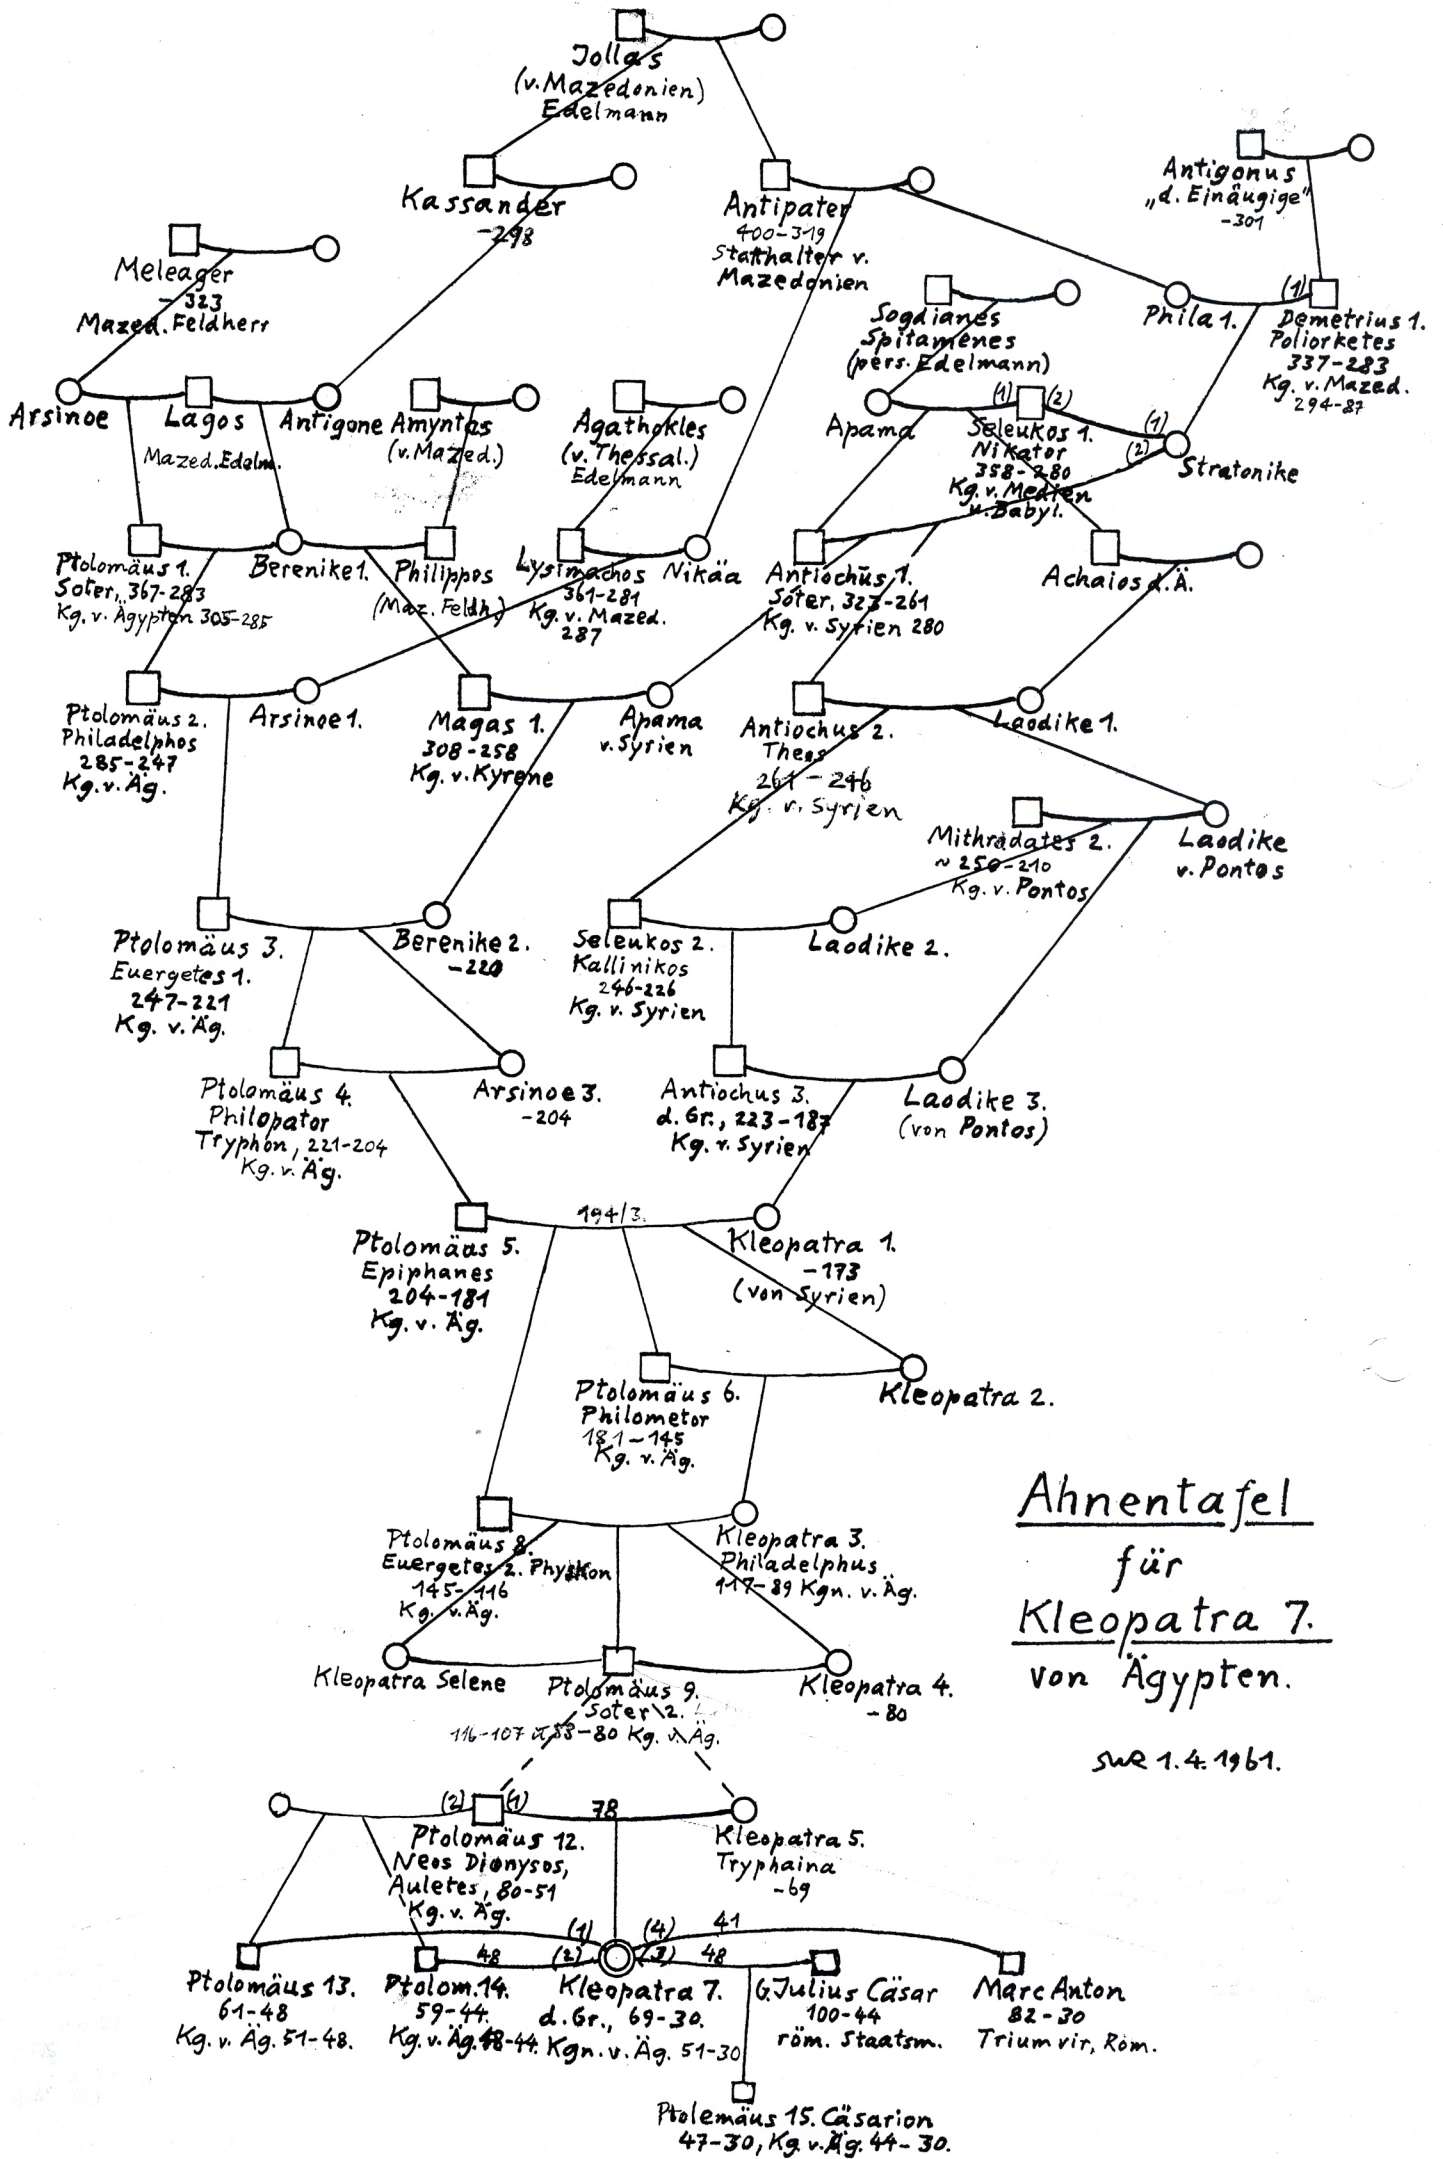 Jollas
(v. Mazedonien)
Edelmann
Kassander
-298
Antipater
400-319
Statthalter v.
Mazedonien
Antigonus
„d. Einäugige"
-301
Meleager
- 323
Mazed. Feldherr
Sogdianes
Spitamenes
(pers. Edelmann)
Phila 1.
(1)
Demetrius 1.
Poliorketes
337-283
Kg. v. Mazed.
294-87
Arsinoe
Lagos
Mazed. Edelm.
Antigone
Amyntas
(v. Mazed.)
Agathokles
(v. Thessal.)
Edelmann
Apama
(1)
(2)
Seleukos 1.
Nikator
358-280
Kg. v. Medien
u. Babyl.
(1)
(2)
Stratonike
Ptolomäus 1.
Soter, 367-283
Kg. v. Ägypten 305-285
Berenike 1.
Philippos
(Maz. Feldh.)
Lysimachos
361-281
Kg. v. Mazed.
287
Nikäa
Antiochus 1.
Soter, 323-261
Kg. v. Syrien 280
Achaios d. Ä.
Ptolomäus 2.
Philadelphos
285-247
Kg. v. Äg.
Arsinoe 1.
Magas 1.
308-258
Kg. v. Kyrene
Apama
v. Syrien
Antiochus 2.
Theos
261-246
Kg. v. Syrien
Laodike 1.
Mithradates 2.
~ 250-210
Kg. v. Pontos
Laodike
v. Pontos
Ptolomäus 3.
Euergetes 1.
247-221
Kg. v. Äg.
Berenike 2.
-220
Seleukos 2.
Kallinikos
246-226
Kg. v. Syrien
Laodike 2.
Ptolomäus 4.
Philopator
Tryphon, 221-204
Kg. v. Äg.
Arsinoe 3.
-204
Antiochus 3.
d. Gr., 223-187
Kg. v. Syrien
Laodike 3.
(von Pontos)
194/3.
Ptolomäus 5.
Epiphanes
204-181
Kg. v. Äg.
Kleopatra 1.
-173
(von Syrien)
Ptolomäus 6.
Philometor
181-145
Kg. v. Äg.
Kleopatra 2.
Ptolomäus 8.
Euergetes 2. Physkon
145-116
Kg. v. Äg.
Kleopatra 3.
Philadelphus
117-89 Kgn. v. Äg.
Ahnentafel
für
Kleopatra 7.
von Ägypten.
SWR 1.4.1961.
Kleopatra Selene
Ptolomäus 9.
Soter 2.
116-107 u. 88-80 Kg. v. Äg.
Kleopatra 4.
-80
(2)
(1)
78
Ptolomäus 12.
Neos Dionysos,
Auletes, 80-51
Kg. v. Äg.
Kleopatra 5.
Tryphaina
-69
(1)
(4)
41
48
(2)
(3)
48
Ptolomäus 13.
61-48
Kg. v. Äg. 51-48.
Ptolom. 14.
59-44.
Kg. v. Äg. 48-44.
Kleopatra 7.
d. Gr., 69-30.
Kgn. v. Äg. 51-30
G. Julius Cäsar
100-44
röm. Staatsm.
Marc Anton
82-30
Triumvir, Röm.
Ptolemäus 15. Cäsarion
47-30, Kg. v. Äg. 44-30.